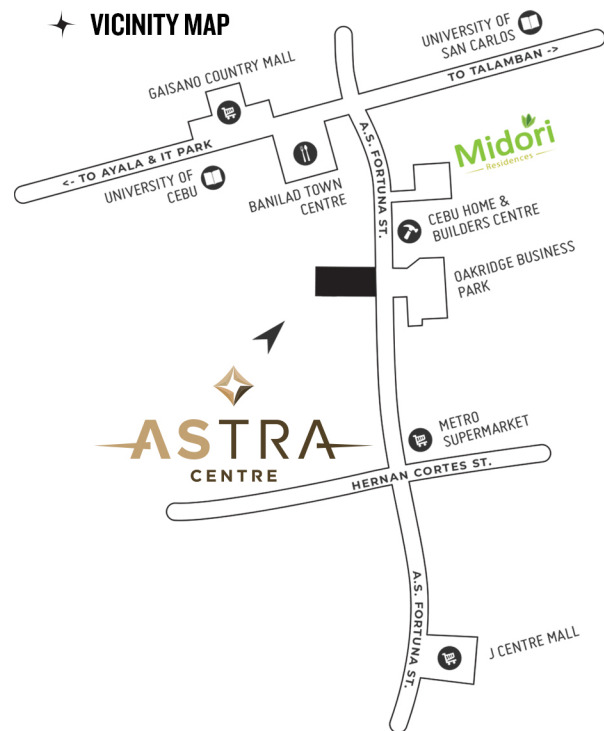 VICINITY MAP
UNIVERSITY OF
SAN CARLOS
TO TALAMBAN ->
GAISANO COUNTRY MALL
<- TO AYALA & IT PARK
UNIVERSITY OF
CEBU
BANILAD TOWN
CENTRE
A.S. FORTUNA ST.
Midori
Residences
CEBU HOME &
BUILDERS CENTRE
OAKRIDGE BUSINESS
PARK
ASTRA
CENTRE
METRO
SUPERMARKET
HERNAN CORTES ST.
A.S. FORTUNA ST.
J CENTRE MALL